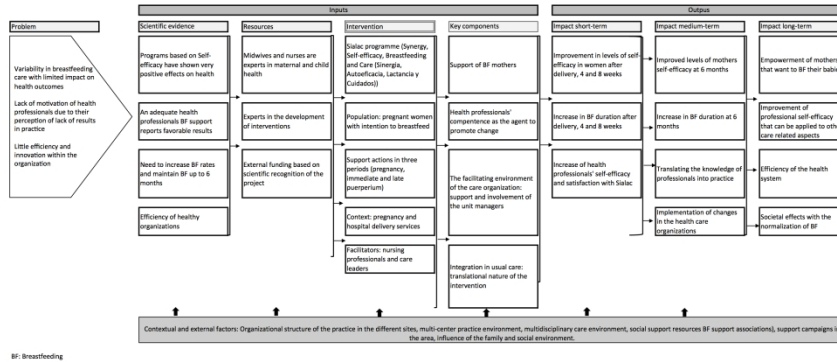 Inputs
Outpus
Problem
Scientific evidence
Resources
Intervention
Key components
Impact short-term
Impact medium-term
Impact long-term
Variability in breastfeeding
care with limited impact on
health outcomes
Lack of motivation of health
professionals due to their
perception of lack of results
in practice
Little efficiency and
innovation within the
organization
Programs based on Self-
efficacy have shown very
positive effects on health
An adequate health
professionals BF support
reports favorable results
Need to increase BF rates
and maintain BF up to 6
months
Efficiency of healthy
organizations
Midwives and nurses are
experts in maternal and child
health
Experts in the development
of interventions
External funding based on
scientific recognition of the
project
Sialac programme (Synergy,
Self-efficacy, Breastfeeding
and Care (Sinergia,
Autoeficacia, Lactancia y
Cuidados))
Population: pregnant women
with intention to breastfeed
Support actions in three
periods (pregnancy,
Immediate and late
puerperium)
Context: pregnancy and
hospital delivery services
Facilitators: nursing
professionals and care
leaders
Support of BF mothers
Health professionals'
competence as the agent to
promote change
The facilitating environment
of the care organization:
support and involvement of
the unit managers
Integration in usual care:
translational nature of the
intervention
Improvement in levels of self-
efficacy in women after
delivery, 4 and 8 weeks
Increase in BF duration after
delivery, 4 and 8 weeks
Increase of health
professionals' self-efficacy
and satisfaction with Sialac
Improved levels of mothers
self-efficacy at 6 months
Increase in BF duration at 6
months
Translating the knowledge of
professionals into practice
Implementation of changes
in the health care
organizations
Empowerment of mothers
that want to BF their babi
Improvement of
professional self-efficacy
that can be applied to othe
care related aspects
Efficiency of the health
system
Societal effects with the
normalization of BF
Contextual and external factors: Organizational structure of the practice in the different sites, multi-center practice environment, multidisciplinary care environment, social support resources BF support associations), support campaigns i
the area, influence of the family and social environment.
BF: Breastfeeding